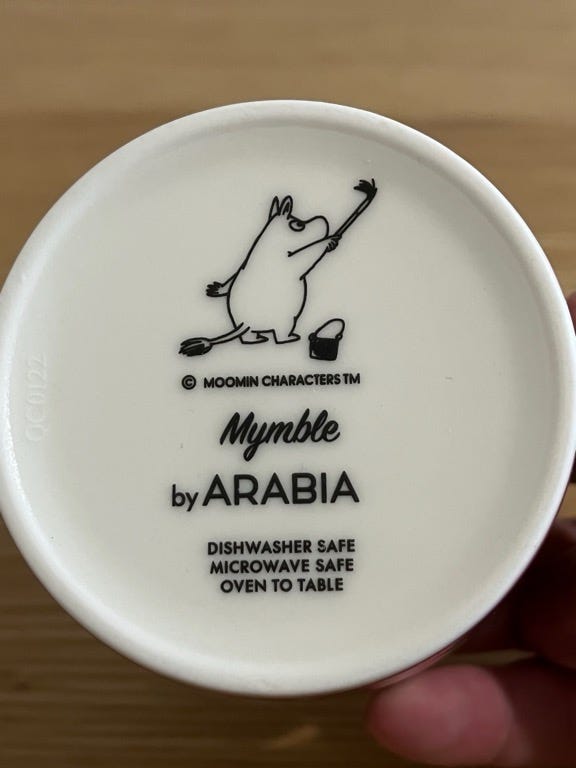 © MOOMIN CHARACTERS TM
Mymble
by ARABIA
DISHWASHER SAFE
MICROWAVE SAFE
OVEN TO TABLE
QC0122